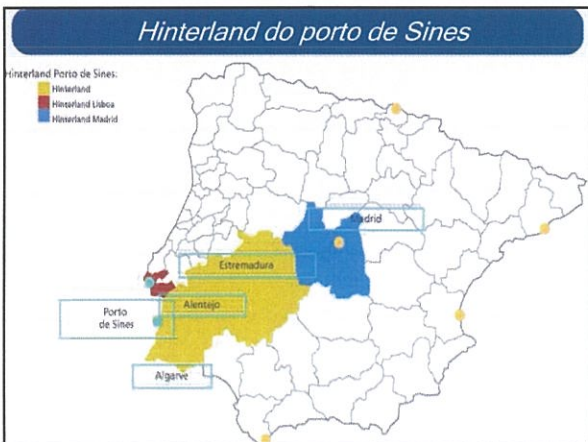 Hinterland do porto de Sines
Hinterland Porto de Sines:
Hinterland
Hinterland Lisboa
Hinterland Madrid
Madrid
Estremadura
Alentejo
Porto
de Sines
Algarve